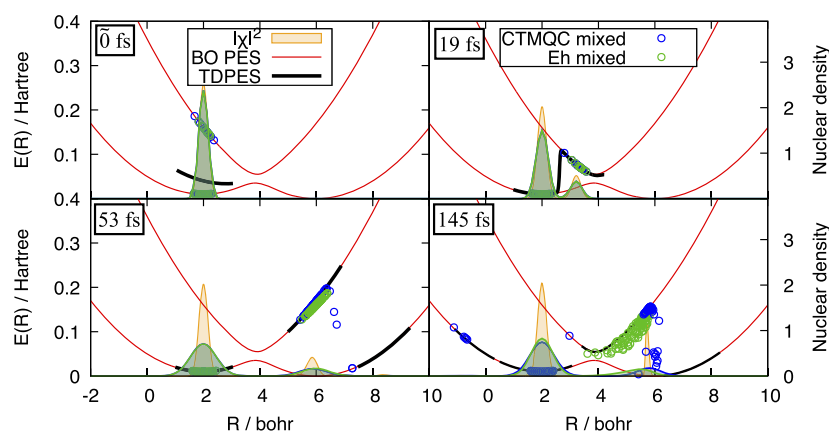 0.4
0.3
0.2
0.1
0.4
E(R) / Hartree
0̃ fs
|χ|²
BO PES
TDPES
19 fs
CTMQC mixed
Eh mixed
3
2
1
0
Nuclear density
53 fs
0.3
0.2
0.1
0
E(R) / Hartree
145 fs
3
2
1
0
Nuclear density
-2 0 2 4 6 8 10 0 2 4 6 8 10
R / bohr R / bohr